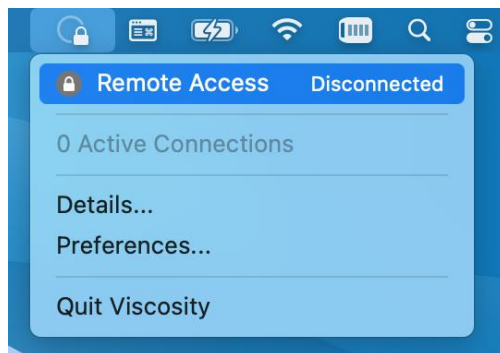 Remote Access Disconnected
0 Active Connections
Details...
Preferences...
Quit Viscosity